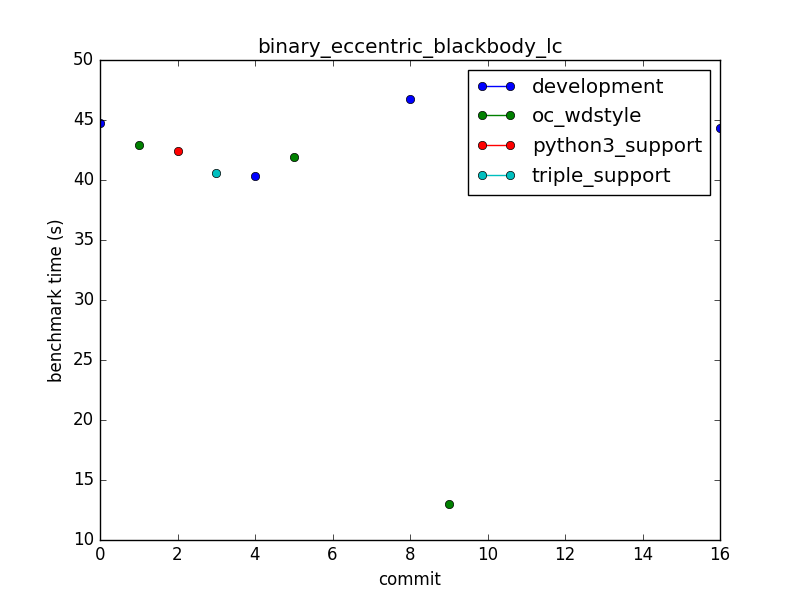 binary_eccentric_blackbody_lc
development
oc_wdstyle
python3_support
triple_support
50
45
40
35
30
25
20
15
10
benchmark time (s)
0 2 4 6 8 10 12 14 16
commit